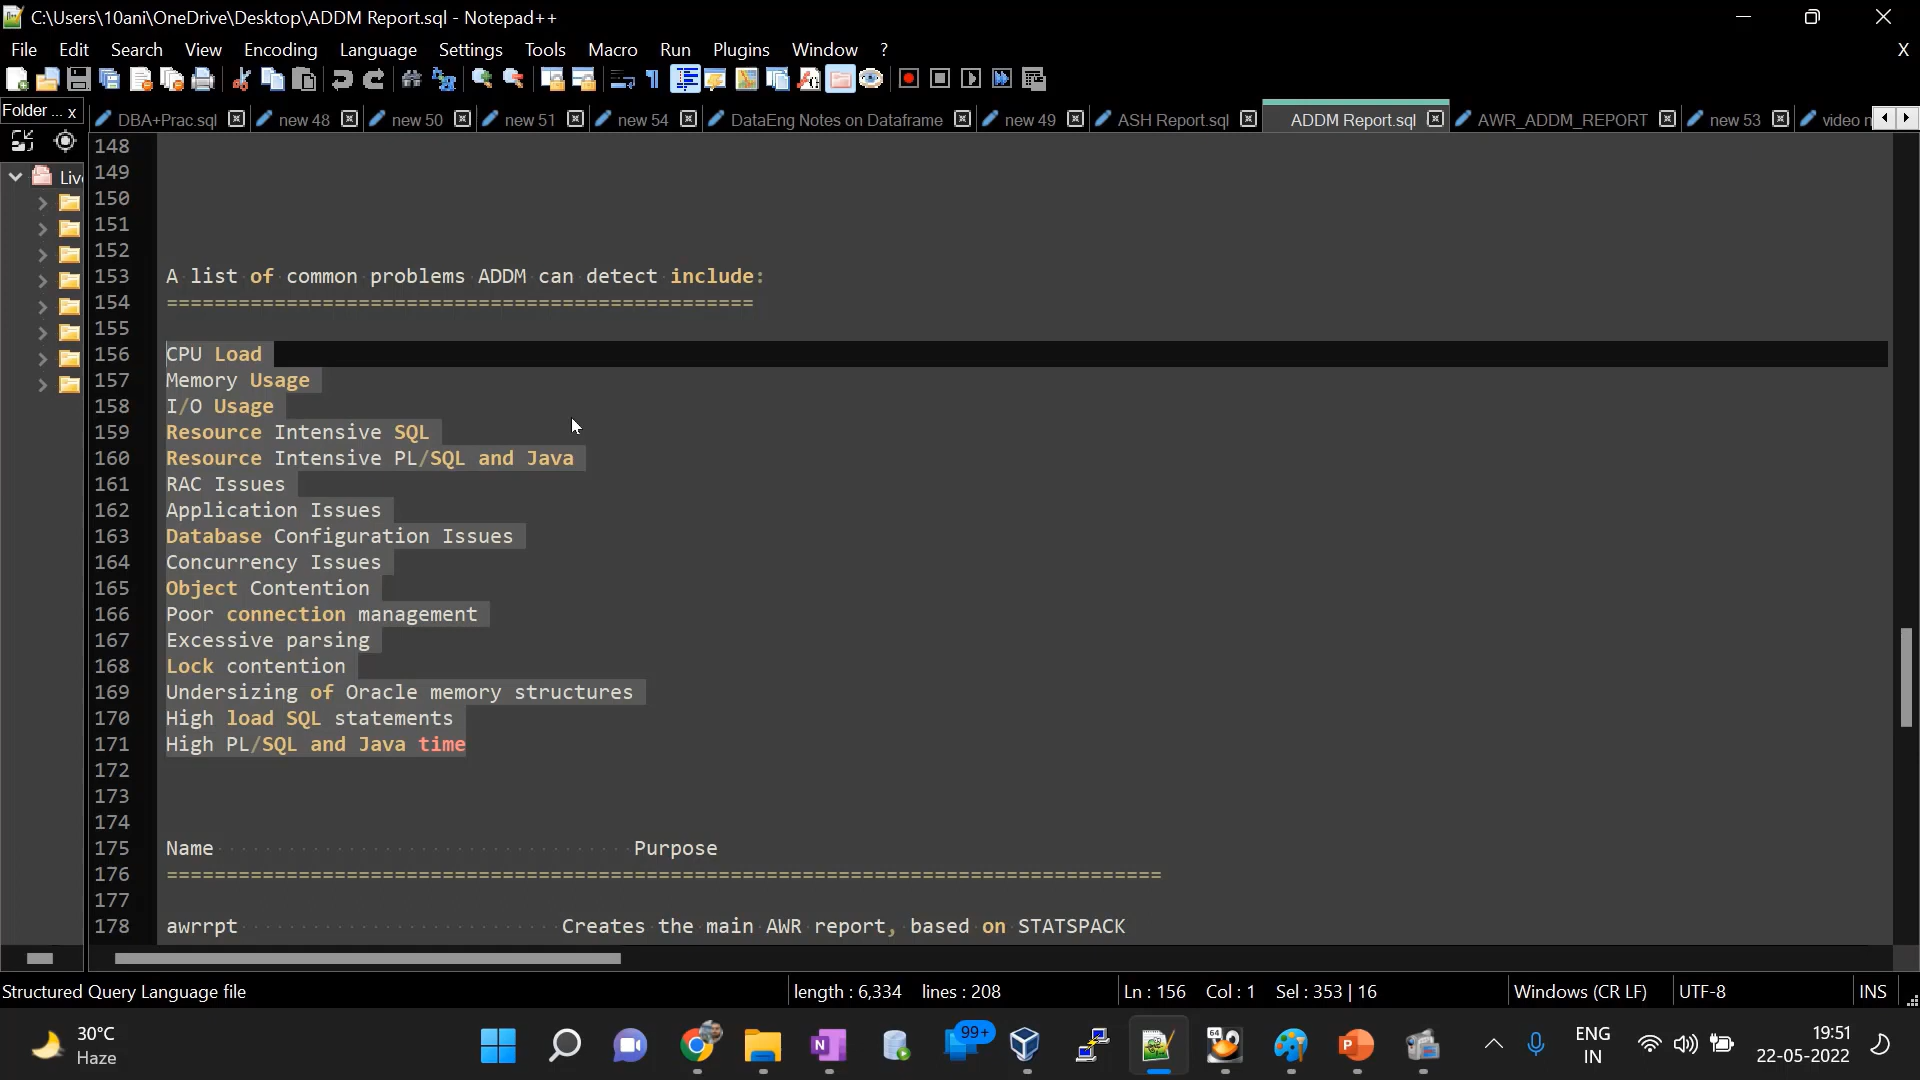 C:\Users\10ani\OneDrive\Desktop\ADDM Report.sql - Notepad++
File Edit Search View Encoding Language Settings Tools Macro Run Plugins Window ? X
Folder ... x DBA+Prac.sql new 48 new 50 new 51 new 54 DataEng Notes on Dataframe new 49 ASH Report.sql ADDM Report.sql AWR_ADDM_REPORT new 53 video n
Liv
148
149
150
151
152
153 A list of common problems ADDM can detect include:
154 =================================================
155
156 CPU Load
157 Memory Usage
158 I/O Usage
159 Resource Intensive SQL
160 Resource Intensive PL/SQL and Java
161 RAC Issues
162 Application Issues
163 Database Configuration Issues
164 Concurrency Issues
165 Object Contention
166 Poor connection management
167 Excessive parsing
168 Lock contention
169 Undersizing of Oracle memory structures
170 High load SQL statements
171 High PL/SQL and Java time
172
173
174
175 Name Purpose
176 ===================================================================================
177
178 awrrpt Creates the main AWR report, based on STATSPACK
Structured Query Language file length : 6,334 lines : 208 Ln : 156 Col : 1 Sel : 353 | 16 Windows (CR LF) UTF-8 INS
30°C
Haze
99+
64
ENG
IN
19:51
22-05-2022